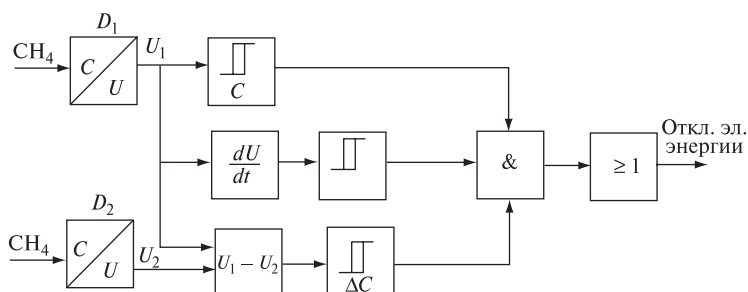 D₁
CH₄
C
U
U₁
C
Откл. эл.
энергии
dU
dt
&
≥ 1
D₂
CH₄
C
U
U₂
U₁ – U₂
ΔC